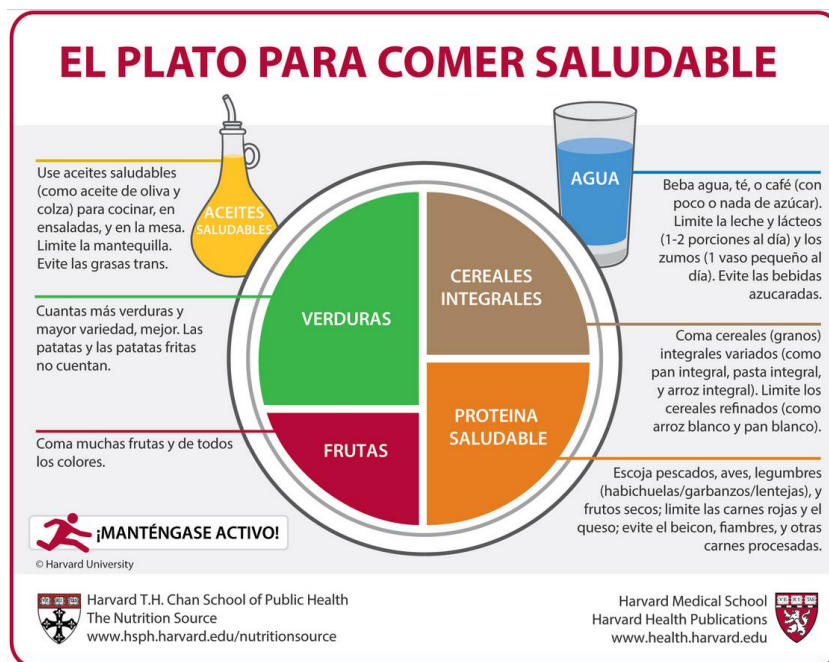 EL PLATO PARA COMER SALUDABLE
Use aceites saludables
(como aceite de oliva y
colza) para cocinar, en
ensaladas, y en la mesa.
Limite la mantequilla.
Evite las grasas trans.
ACEITES
SALUDABLES
AGUA
Beba agua, té, o café (con
poco o nada de azúcar).
Limite la leche y lácteos
(1-2 porciones al día) y los
zumos (1 vaso pequeño al
día). Evite las bebidas
azucaradas.
Cuantas más verduras y
mayor variedad, mejor. Las
patatas y las patatas fritas
no cuentan.
VERDURAS
CEREALES
INTEGRALES
Coma cereales (granos)
integrales variados (como
pan integral, pasta integral,
y arroz integral). Limite los
cereales refinados (como
arroz blanco y pan blanco).
Coma muchas frutas y de todos
los colores.
FRUTAS
PROTEINA
SALUDABLE
Escoja pescados, aves, legumbres
(habichuelas/garbanzos/lentejas), y
frutos secos; limite las carnes rojas y el
queso; evite el beicon, fiambres, y otras
carnes procesadas.
¡MANTÉNGASE ACTIVO!
© Harvard University
Harvard T.H. Chan School of Public Health
The Nutrition Source
www.hsph.harvard.edu/nutritionsource
Harvard Medical School
Harvard Health Publications
www.health.harvard.edu